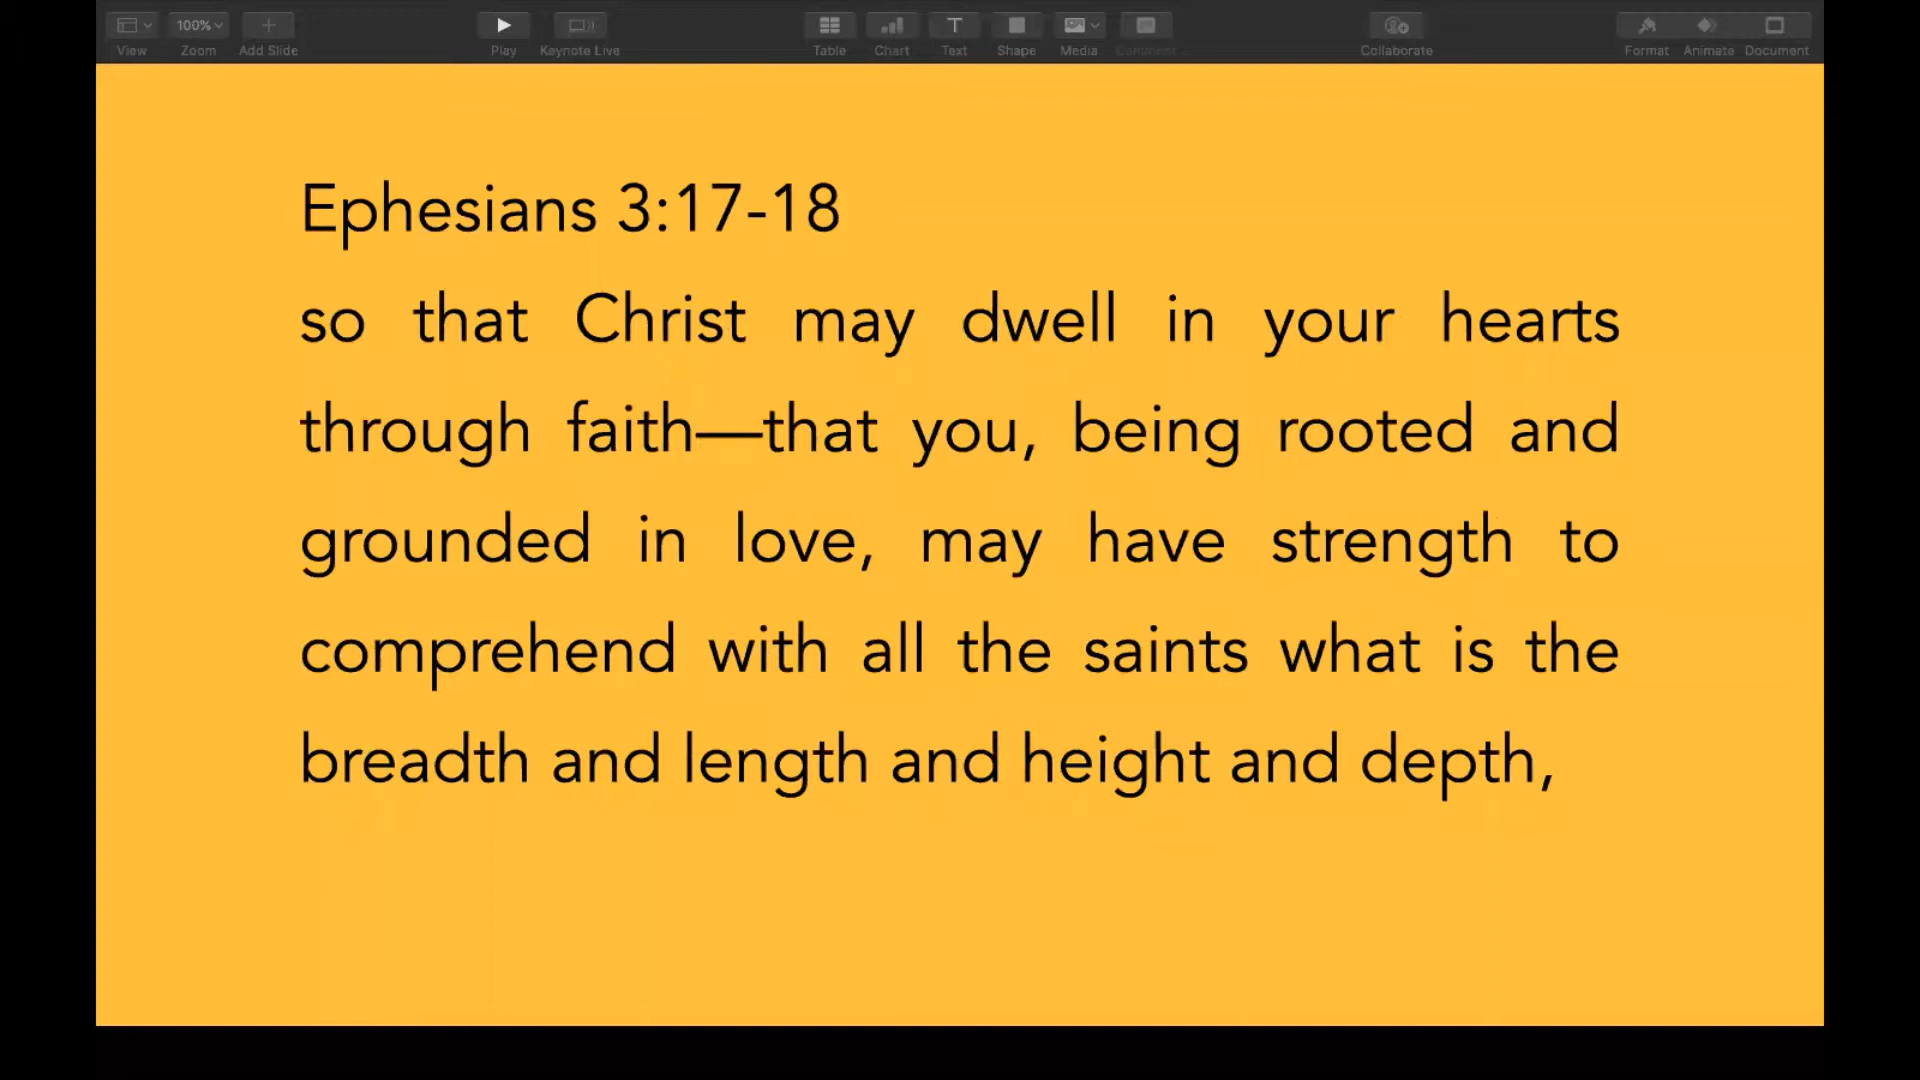 100%
View Zoom Add Slide Play Keynote Live Table Chart Text Shape Media Comment Collaborate Format Animate Document
Ephesians 3:17-18
so that Christ may dwell in your hearts
through faith—that you, being rooted and
grounded in love, may have strength to
comprehend with all the saints what is the
breadth and length and height and depth,